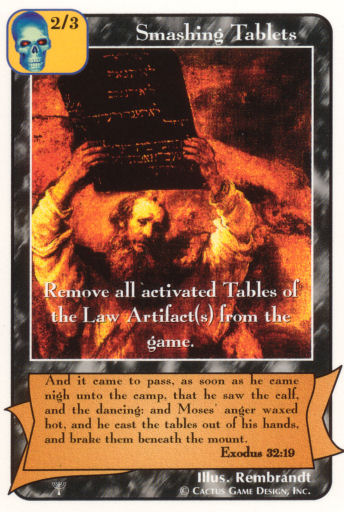 2/3
Smashing Tablets
Remove all activated Tables of
the Law Artifact(s) from the
game.
And it came to pass, as soon as he came
nigh unto the camp, that he saw the calf,
and the dancing: and Moses' anger waxed
hot, and he cast the tables out of his hands,
and brake them beneath the mount.
Exodus 32:19
Illus. Rembrandt
© Cactus Game Design, Inc.